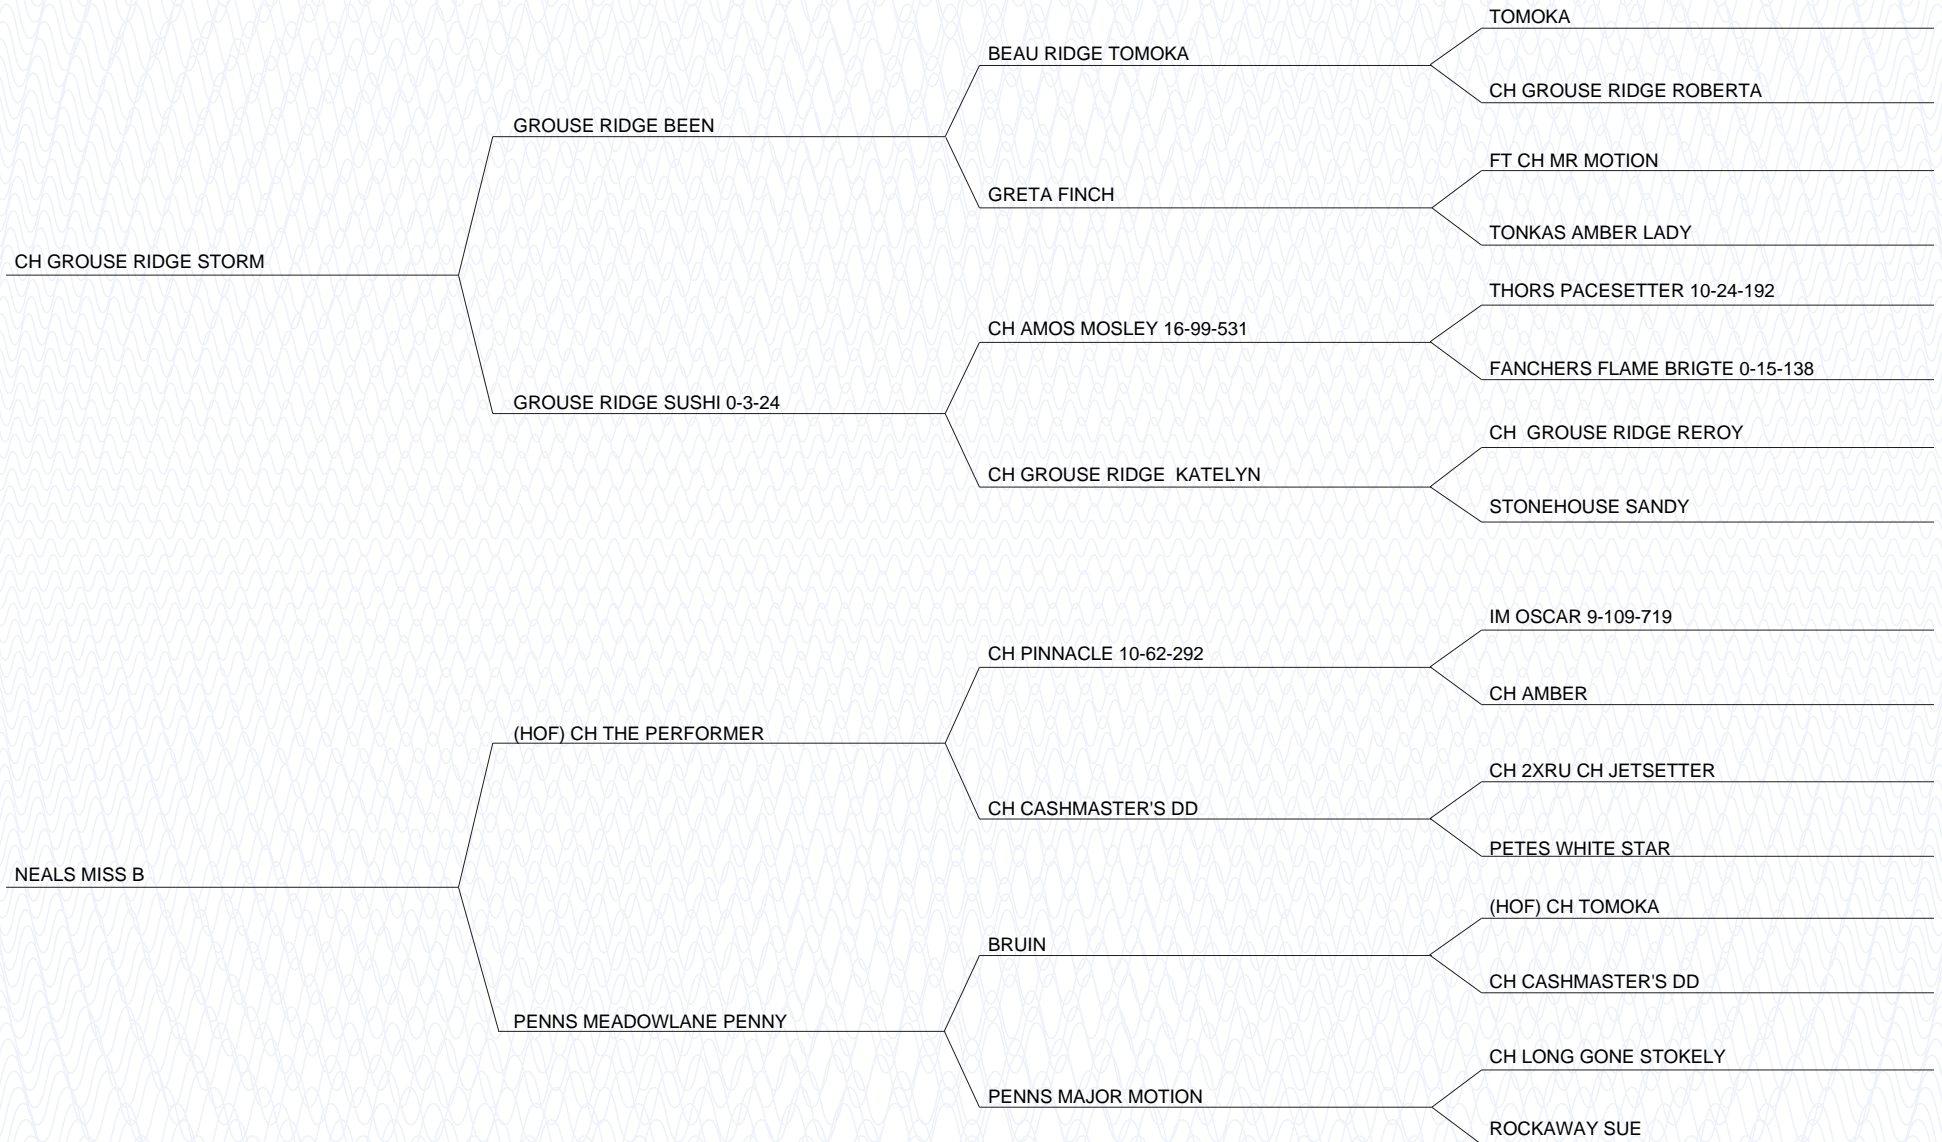 TOMOKA
BEAU RIDGE TOMOKA
CH GROUSE RIDGE ROBERTA
GROUSE RIDGE BEEN
FT CH MR MOTION
GRETA FINCH
TONKAS AMBER LADY
CH GROUSE RIDGE STORM
THORS PACESETTER 10-24-192
CH AMOS MOSLEY 16-99-531
FANCHERS FLAME BRIGTE 0-15-138
GROUSE RIDGE SUSHI 0-3-24
CH  GROUSE RIDGE REROY
CH GROUSE RIDGE  KATELYN
STONEHOUSE SANDY
IM OSCAR 9-109-719
CH PINNACLE 10-62-292
CH AMBER
(HOF) CH THE PERFORMER
CH 2XRU CH JETSETTER
CH CASHMASTER'S DD
PETES WHITE STAR
NEALS MISS B
(HOF) CH TOMOKA
BRUIN
CH CASHMASTER'S DD
PENNS MEADOWLANE PENNY
CH LONG GONE STOKELY
PENNS MAJOR MOTION
ROCKAWAY SUE